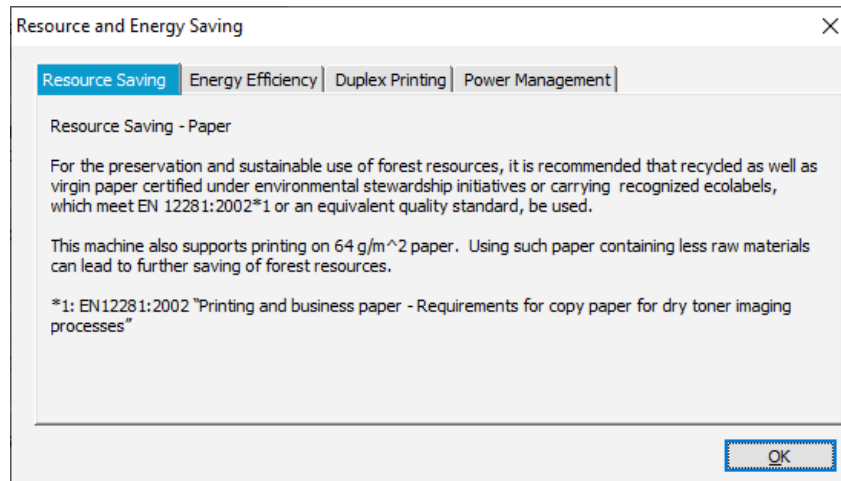 Resource and Energy Saving
Resource Saving
Energy Efficiency
Duplex Printing
Power Management
Resource Saving - Paper
For the preservation and sustainable use of forest resources, it is recommended that recycled as well as
virgin paper certified under environmental stewardship initiatives or carrying  recognized ecolabels,
which meet EN 12281:2002*1 or an equivalent quality standard, be used.
This machine also supports printing on 64 g/m^2 paper.  Using such paper containing less raw materials
can lead to further saving of forest resources.
*1: EN12281:2002 “Printing and business paper - Requirements for copy paper for dry toner imaging
processes”
OK